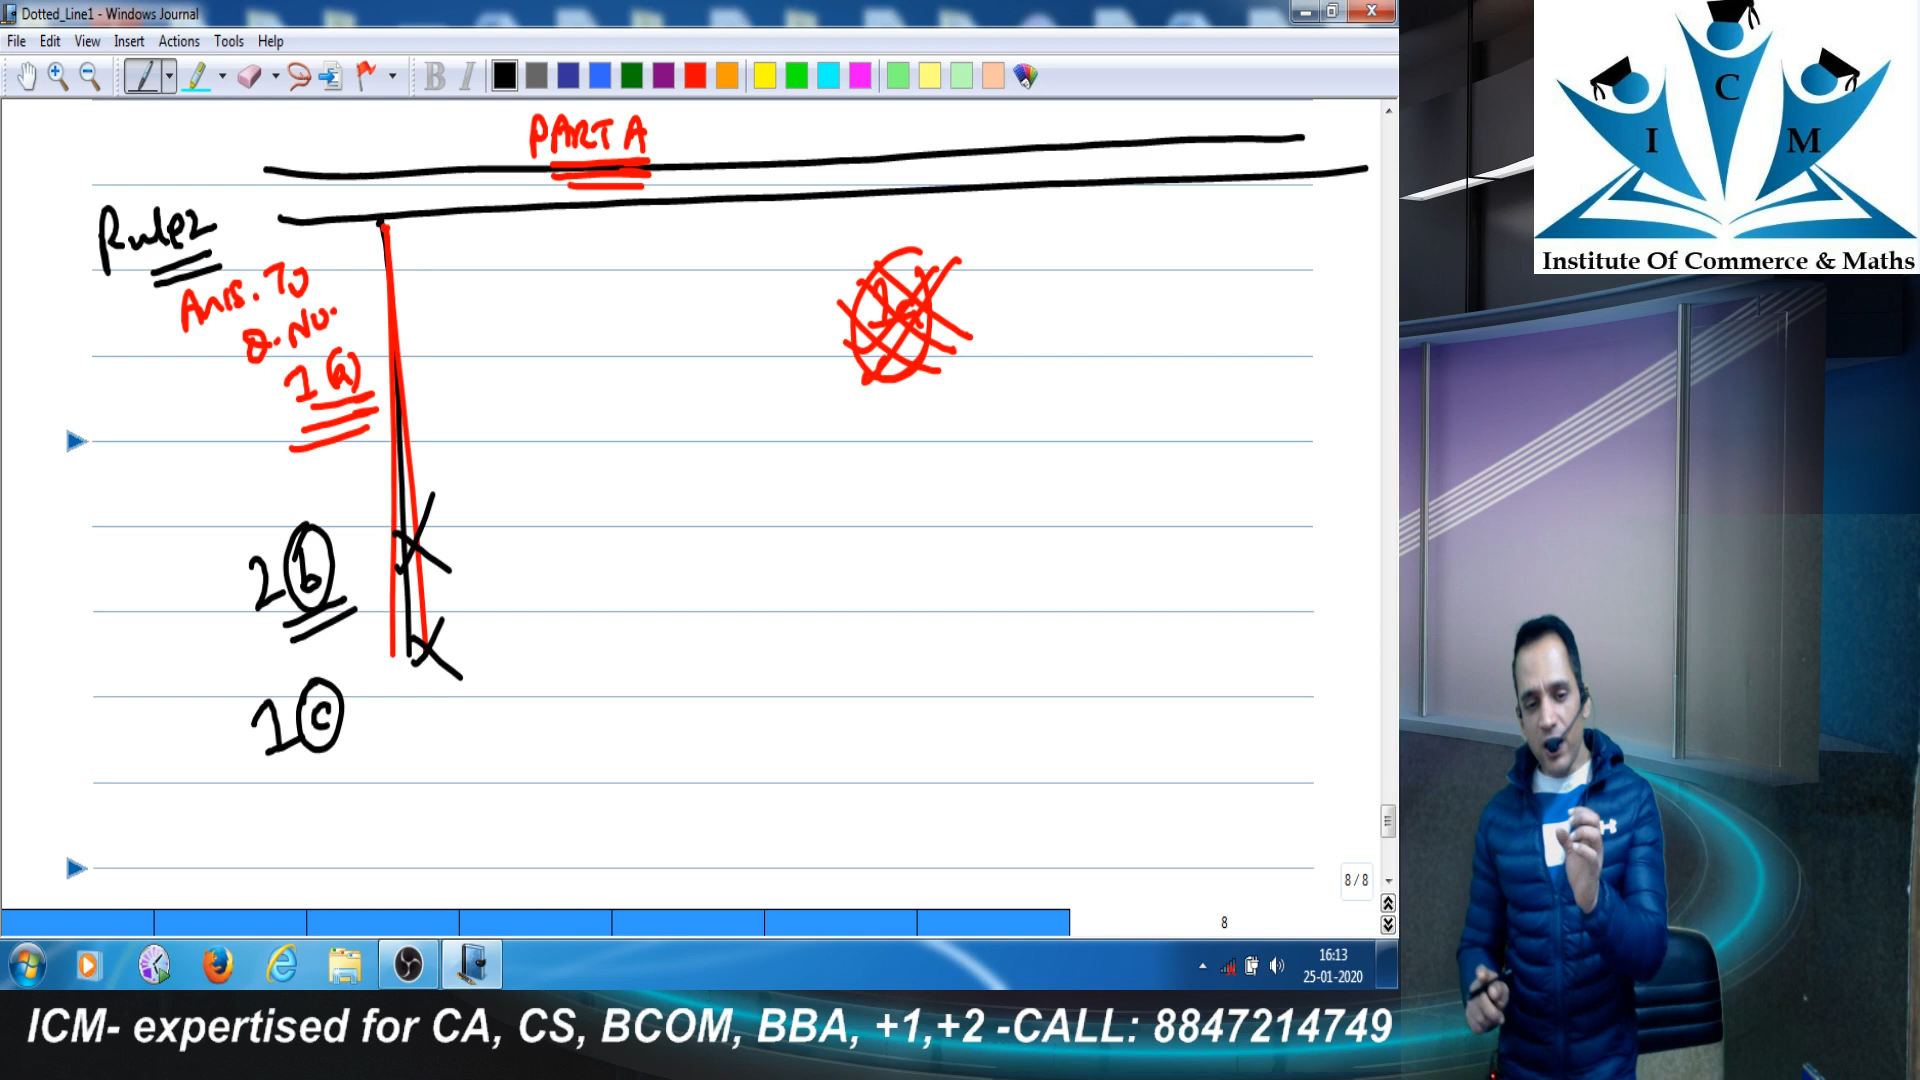 Dotted_Line1 - Windows Journal
File Edit View Insert Actions Tools Help
B I
PART A
Rule 2
Ans. To
Q. No.
1 (a)
2 (b)
1 (c)
8 / 8
8
16:13
25-01-2020
I C M
Institute Of Commerce & Maths
ICM- expertised for CA, CS, BCOM, BBA, +1,+2 -CALL: 8847214749